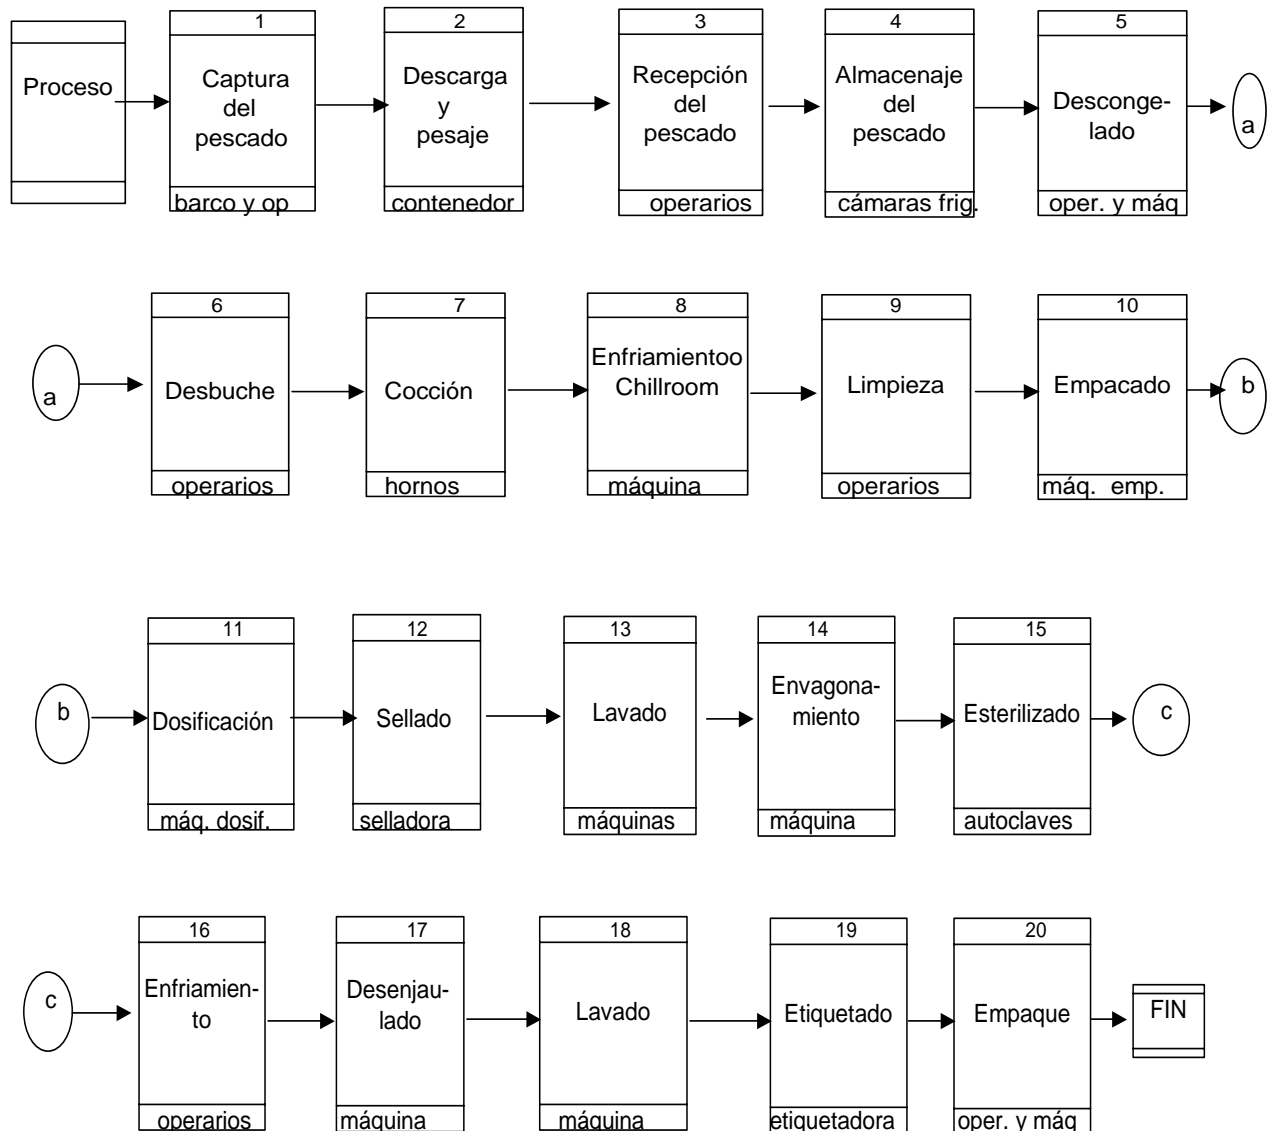 Proceso
1
Captura
del
pescado
barco y op
2
Descarga
y
pesaje
contenedor
3
Recepción
del
pescado
operarios
4
Almacenaje
del
pescado
cámaras frig.
5
Desconge-
lado
oper. y máq
a
a
6
Desbuche
operarios
7
Cocción
hornos
8
Enfriamientoo
Chillroom
máquina
9
Limpieza
operarios
10
Empacado
máq. emp.
b
b
11
Dosificación
máq. dosif.
12
Sellado
selladora
13
Lavado
máquinas
14
Envagona-
miento
máquina
15
Esterilizado
autoclaves
c
c
16
Enfriamien-
to
operarios
17
Desenjau-
lado
máquina
18
Lavado
máquina
19
Etiquetado
etiquetadora
20
Empaque
oper. y máq
FIN